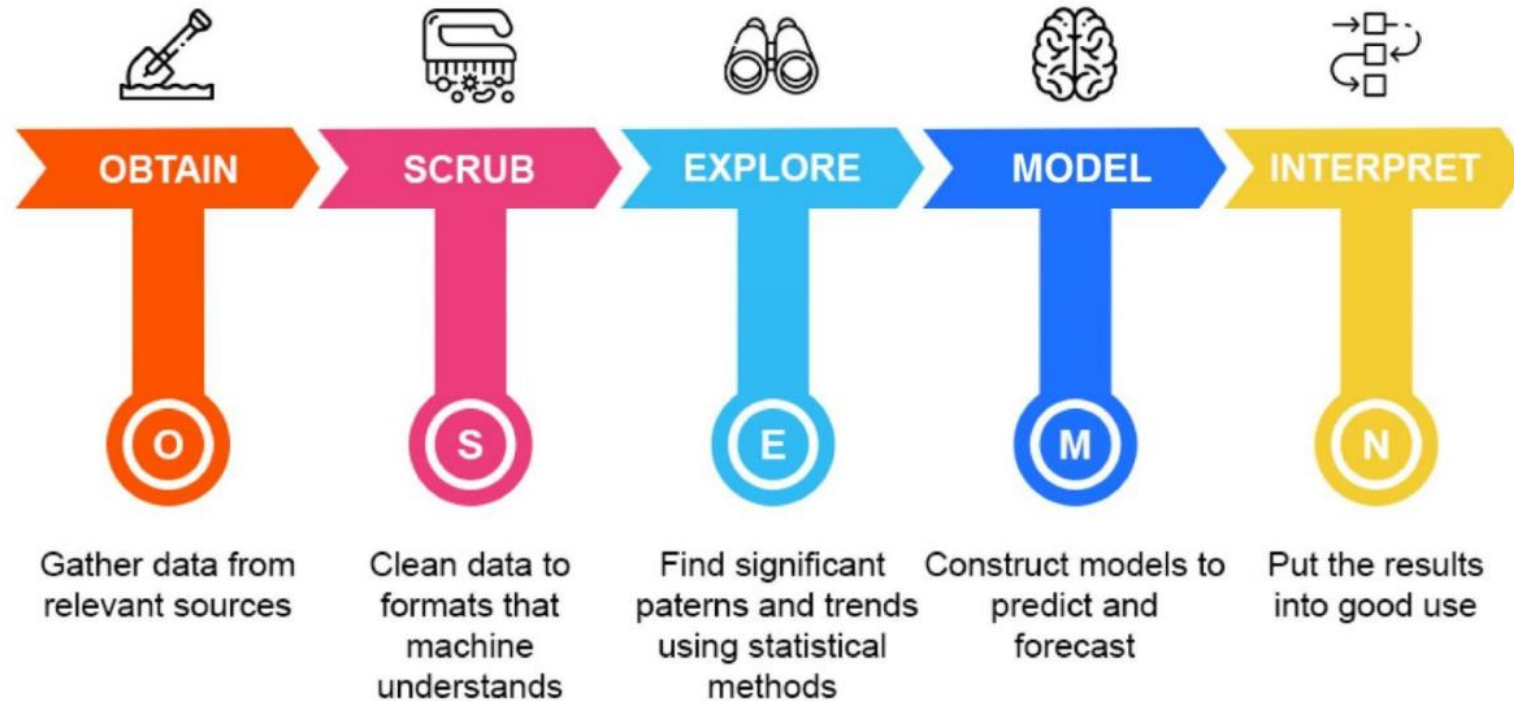 OBTAIN
SCRUB
EXPLORE
MODEL
INTERPRET
O
S
E
M
N
Gather data from
relevant sources
Clean data to
formats that
machine
understands
Find significant
paterns and trends
using statistical
methods
Construct models to
predict and
forecast
Put the results
into good use